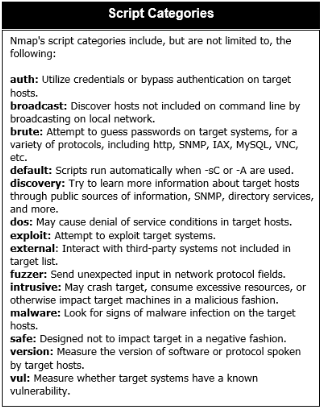 Script Categories
Nmap's script categories include, but are not limited to, the
following:
auth: Utilize credentials or bypass authentication on target
hosts.
broadcast: Discover hosts not included on command line by
broadcasting on local network.
brute: Attempt to guess passwords on target systems, for a
variety of protocols, including http, SNMP, IAX, MySQL, VNC,
etc.
default: Scripts run automatically when -sC or -A are used.
discovery: Try to learn more information about target hosts
through public sources of information, SNMP, directory services,
and more.
dos: May cause denial of service conditions in target hosts.
exploit: Attempt to exploit target systems.
external: Interact with third-party systems not included in
target list.
fuzzer: Send unexpected input in network protocol fields.
intrusive: May crash target, consume excessive resources, or
otherwise impact target machines in a malicious fashion.
malware: Look for signs of malware infection on the target
hosts.
safe: Designed not to impact target in a negative fashion.
version: Measure the version of software or protocol spoken
by target hosts.
vul: Measure whether target systems have a known
vulnerability.